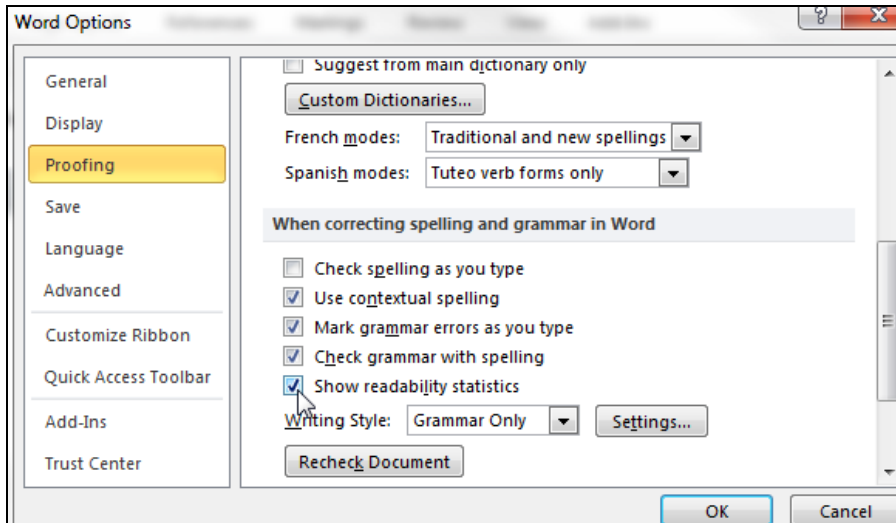 Word Options
General
Display
Proofing
Save
Language
Advanced
Customize Ribbon
Quick Access Toolbar
Add-Ins
Trust Center
Suggest from main dictionary only
Custom Dictionaries...
French modes: Traditional and new spellings
Spanish modes: Tuteo verb forms only
When correcting spelling and grammar in Word
Check spelling as you type
Use contextual spelling
Mark grammar errors as you type
Check grammar with spelling
Show readability statistics
Writing Style: Grammar Only Settings...
Recheck Document
OK Cancel